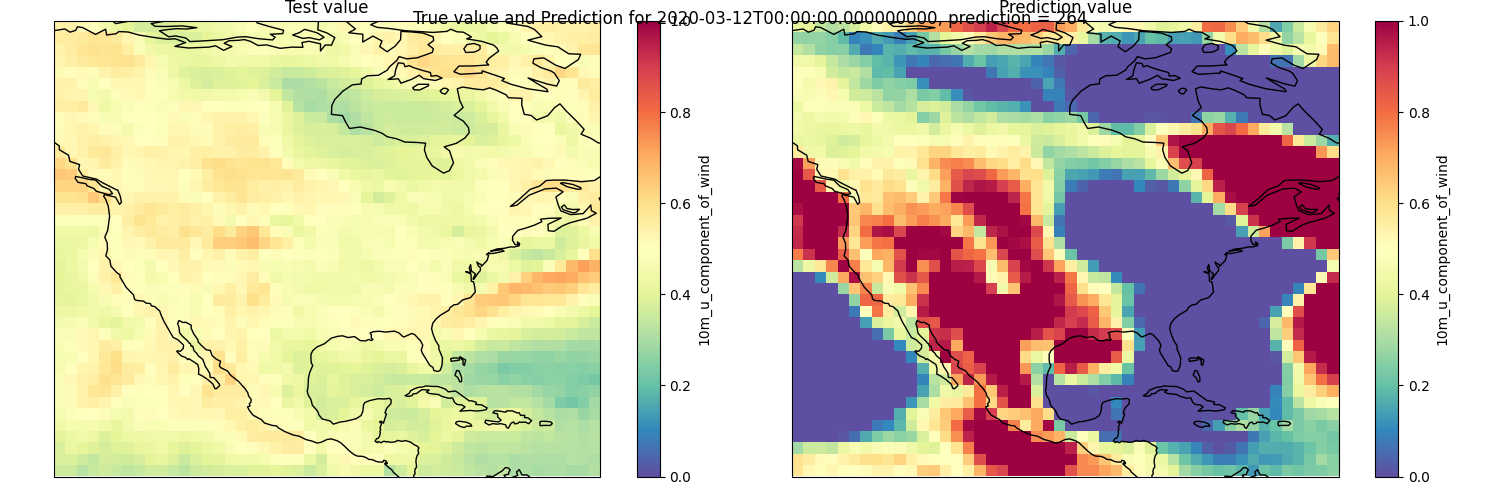 Test value
Prediction value
True value and Prediction for 2020-03-12T00:00:00.000000000, prediction = 264
1.0
0.8
0.6
0.4
0.2
0.0
10m_u_component_of_wind
1.0
0.8
0.6
0.4
0.2
0.0
10m_u_component_of_wind